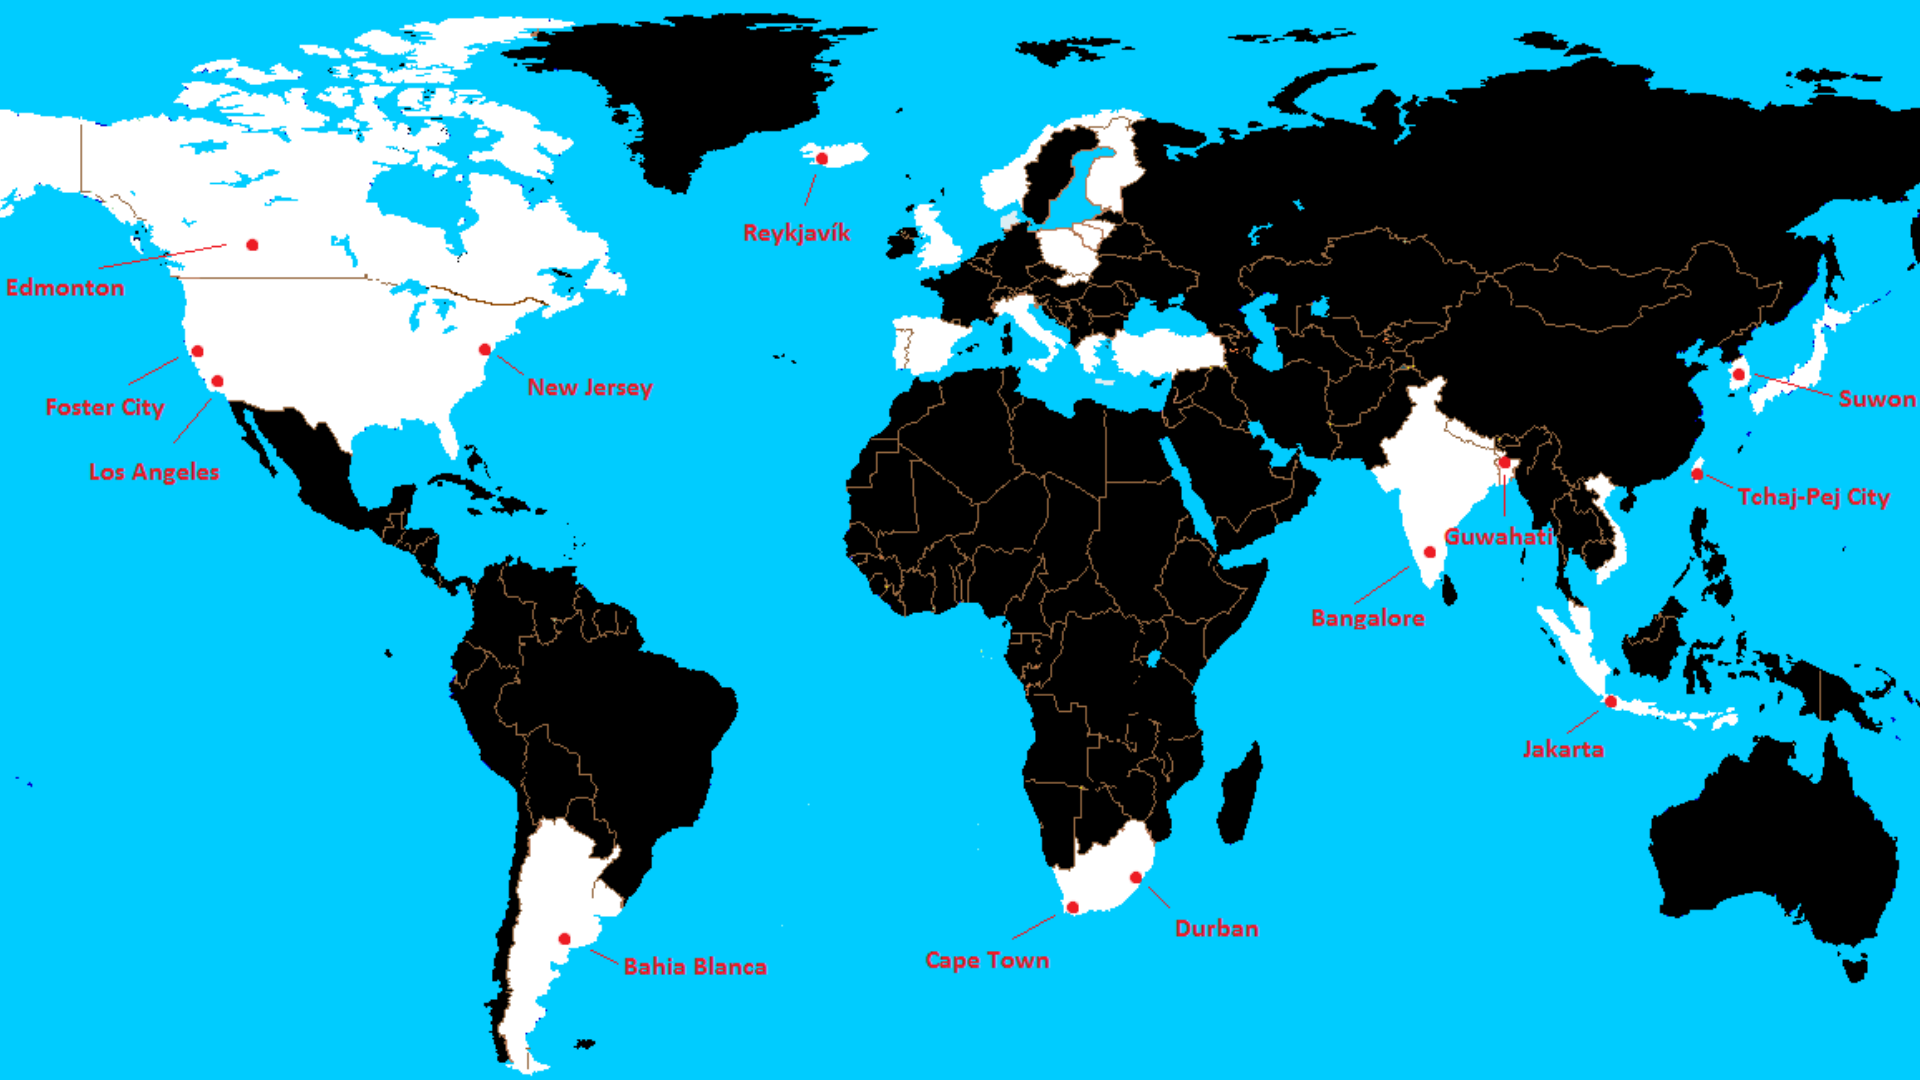 Reykjavík
Edmonton
New Jersey
Suwon
Foster City
Los Angeles
Tchaj-Pej City
Guwahati
Bangalore
Jakarta
Durban
Cape Town
Bahia Blanca